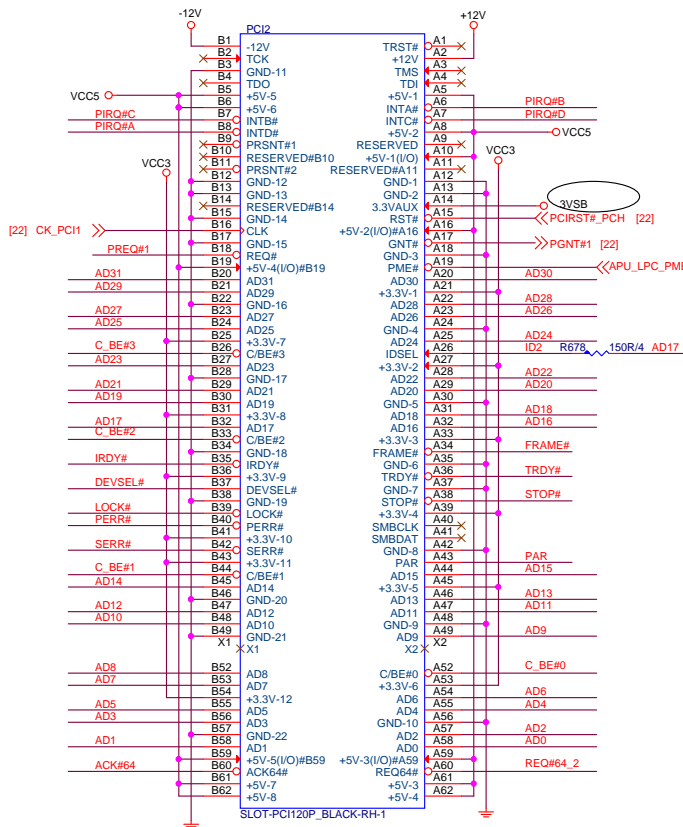 -12V +12V
PCI2
B1 -12V TRST# A1
B2 TCK +12V A2
B3 GND-11 TMS A3
B4 TDO TDI A4
VCC5 B5 +5V-5 +5V-1 A5
B6 +5V-6 INTA# A6 PIRQ#B
PIRQ#C B7 INTB# INTC# A7 PIRQ#D
PIRQ#A B8 INTD# +5V-2 A8 VCC5
B9 PRSNT#1 RESERVED A9
B10 RESERVED#B10 +5V-1(I/O) A10 VCC3
VCC3 B11 PRSNT#2 RESERVED#A11 A11
B12 GND-12 GND-1 A12
B13 GND-13 GND-2 A13
B14 RESERVED#B14 3.3VAUX A14 3VSB
B15 GND-14 RST# A15 PCIRST#_PCH [22]
[22] CK_PCI1 B16 CLK +5V-2(I/O)#A16 A16
B17 GND-15 GNT# A17 PGNT#1 [22]
PREQ#1 B18 REQ# GND-3 A18
B19 +5V-4(I/O)#B19 PME# A19 APU_LPC_PME
AD31 B20 AD31 AD30 A20 AD30
AD29 B21 AD29 +3.3V-1 A21
B22 GND-16 AD28 A22 AD28
AD27 B23 AD27 AD26 A23 AD26
AD25 B24 AD25 GND-4 A24
B25 +3.3V-7 AD24 A25 AD24
C_BE#3 B26 C/BE#3 IDSEL A26 ID2 R678 150R/4 AD17
AD23 B27 AD23 +3.3V-2 A27
B28 GND-17 AD22 A28 AD22
AD21 B29 AD21 AD20 A29 AD20
AD19 B30 AD19 GND-5 A30
B31 +3.3V-8 AD18 A31 AD18
AD17 B32 AD17 AD16 A32 AD16
C_BE#2 B33 C/BE#2 +3.3V-3 A33
B34 GND-18 FRAME# A34 FRAME#
IRDY# B35 IRDY# GND-6 A35
B36 +3.3V-9 TRDY# A36 TRDY#
DEVSEL# B37 DEVSEL# GND-7 A37
B38 GND-19 STOP# A38 STOP#
LOCK# B39 LOCK# +3.3V-4 A39
PERR# B40 PERR# SMBCLK A40
B41 +3.3V-10 SMBDAT A41
SERR# B42 SERR# GND-8 A42
B43 +3.3V-11 PAR A43 PAR
C_BE#1 B44 C/BE#1 AD15 A44 AD15
AD14 B45 AD14 +3.3V-5 A45
B46 GND-20 AD13 A46 AD13
AD12 B47 AD12 AD11 A47 AD11
AD10 B48 AD10 GND-9 A48
B49 GND-21 AD9 A49 AD9
X1 X1 X2 X2
AD8 B52 AD8 C/BE#0 A52 C_BE#0
AD7 B53 AD7 +3.3V-6 A53
B54 +3.3V-12 AD6 A54 AD6
AD5 B55 AD5 AD4 A55 AD4
AD3 B56 AD3 GND-10 A56
B57 GND-22 AD2 A57 AD2
AD1 B58 AD1 AD0 A58 AD0
B59 +5V-5(I/O)#B59 +5V-3(I/O)#A59 A59
ACK#64 B60 ACK64# REQ64# A60 REQ#64_2
B61 +5V-7 +5V-3 A61
B62 +5V-8 +5V-4 A62
SLOT-PCI120P_BLACK-RH-1